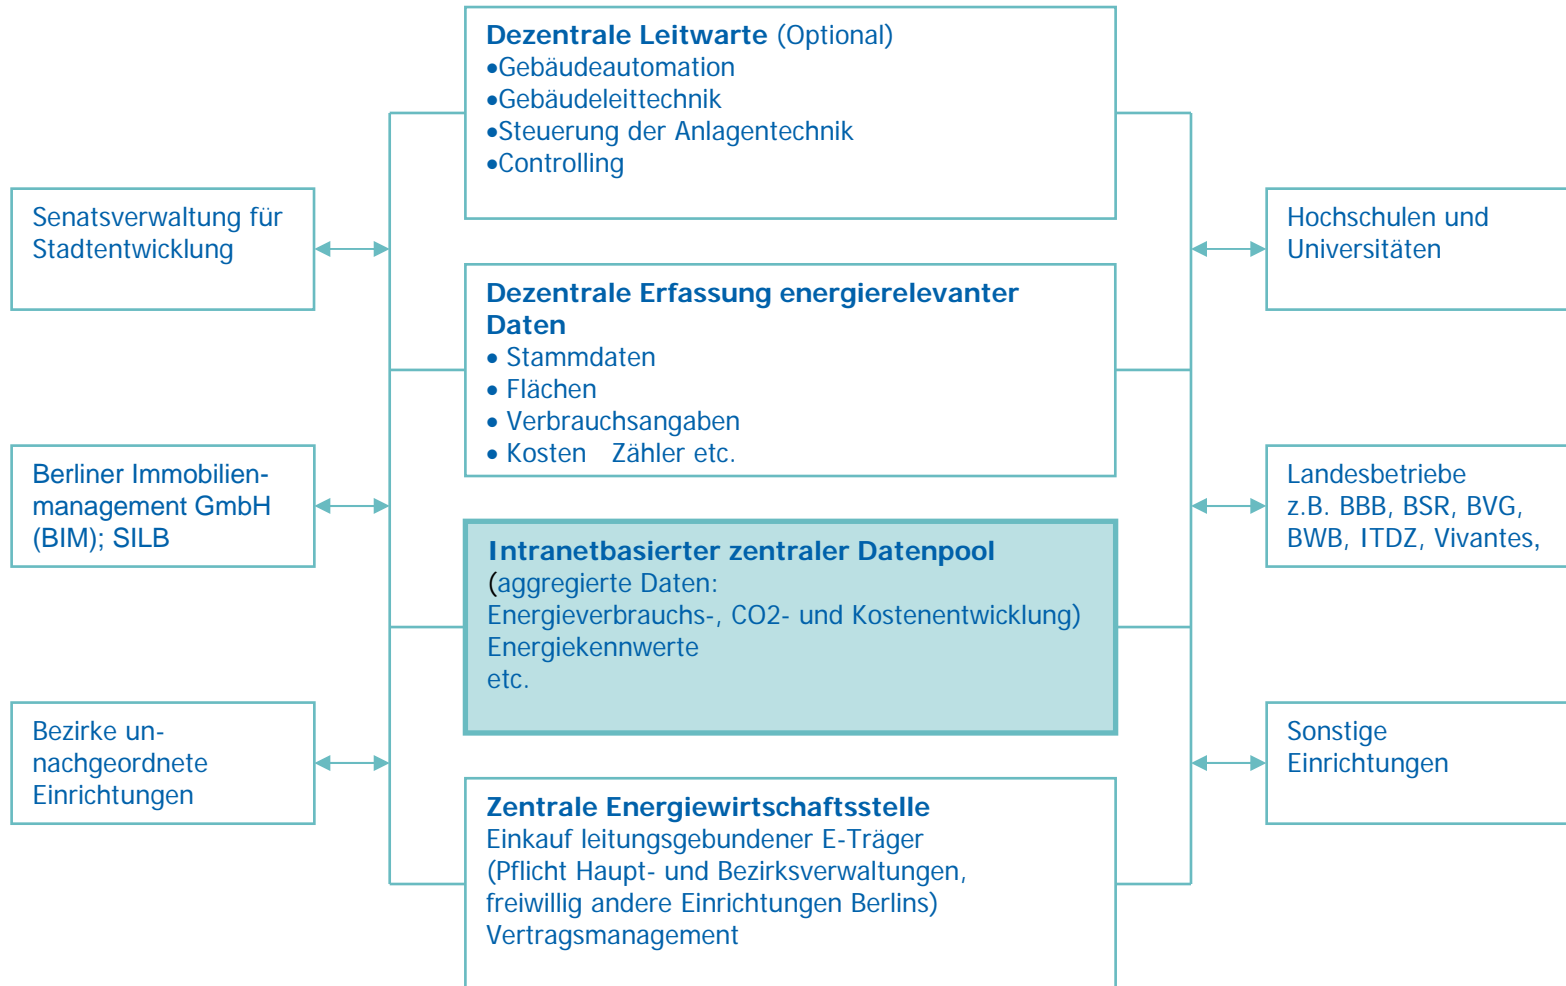 Dezentrale Leitwarte (Optional)
•Gebäudeautomation
•Gebäudeleittechnik
•Steuerung der Anlagentechnik
•Controlling
Senatsverwaltung für
Stadtentwicklung
Hochschulen und
Universitäten
Dezentrale Erfassung energierelevanter
Daten
• Stammdaten
• Flächen
• Verbrauchsangaben
• Kosten Zähler etc.
Berliner Immobilien-
management GmbH
(BIM); SILB
Landesbetriebe
z.B. BBB, BSR, BVG,
BWB, ITDZ, Vivantes,
Intranetbasierter zentraler Datenpool
(aggregierte Daten:
Energieverbrauchs-, CO2- und Kostenentwicklung)
Energiekennwerte
etc.
Bezirke un-
nachgeordnete
Einrichtungen
Sonstige
Einrichtungen
Zentrale Energiewirtschaftsstelle
Einkauf leitungsgebundener E-Träger
(Pflicht Haupt- und Bezirksverwaltungen,
freiwillig andere Einrichtungen Berlins)
Vertragsmanagement